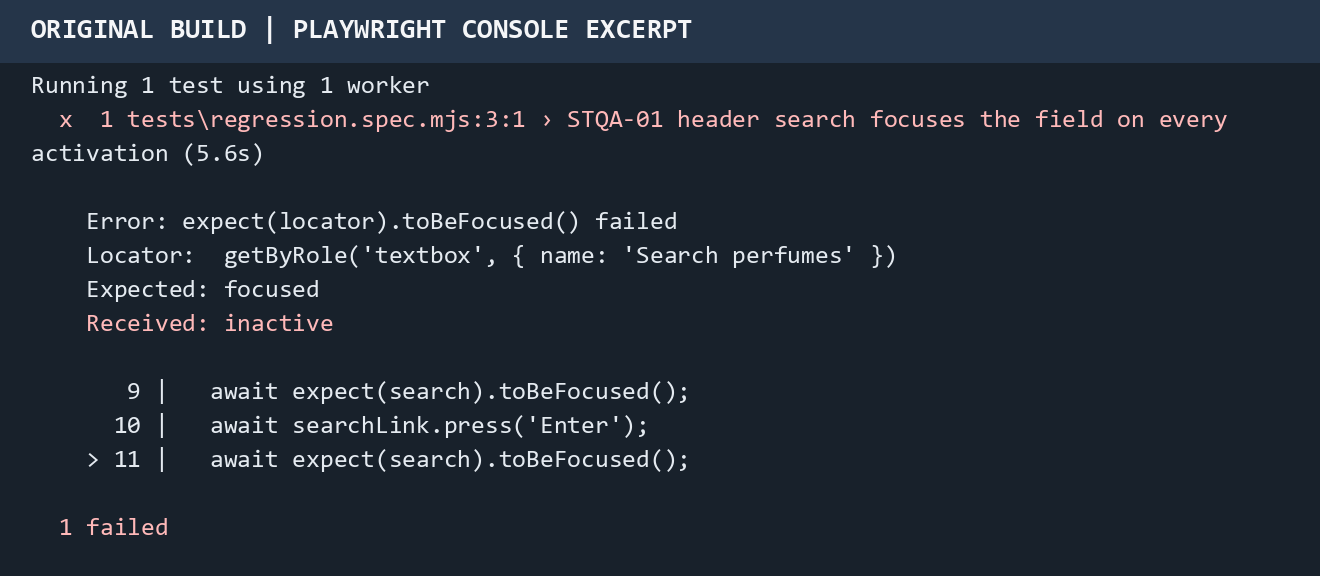 ORIGINAL BUILD | PLAYWRIGHT CONSOLE EXCERPT
Running 1 test using 1 worker
  x  1 tests\regression.spec.mjs:3:1 › STQA-01 header search focuses the field on every
activation (5.6s)
    Error: expect(locator).toBeFocused() failed
    Locator:  getByRole('textbox', { name: 'Search perfumes' })
    Expected: focused
    Received: inactive
       9 |   await expect(search).toBeFocused();
      10 |   await searchLink.press('Enter');
    > 11 |   await expect(search).toBeFocused();
  1 failed